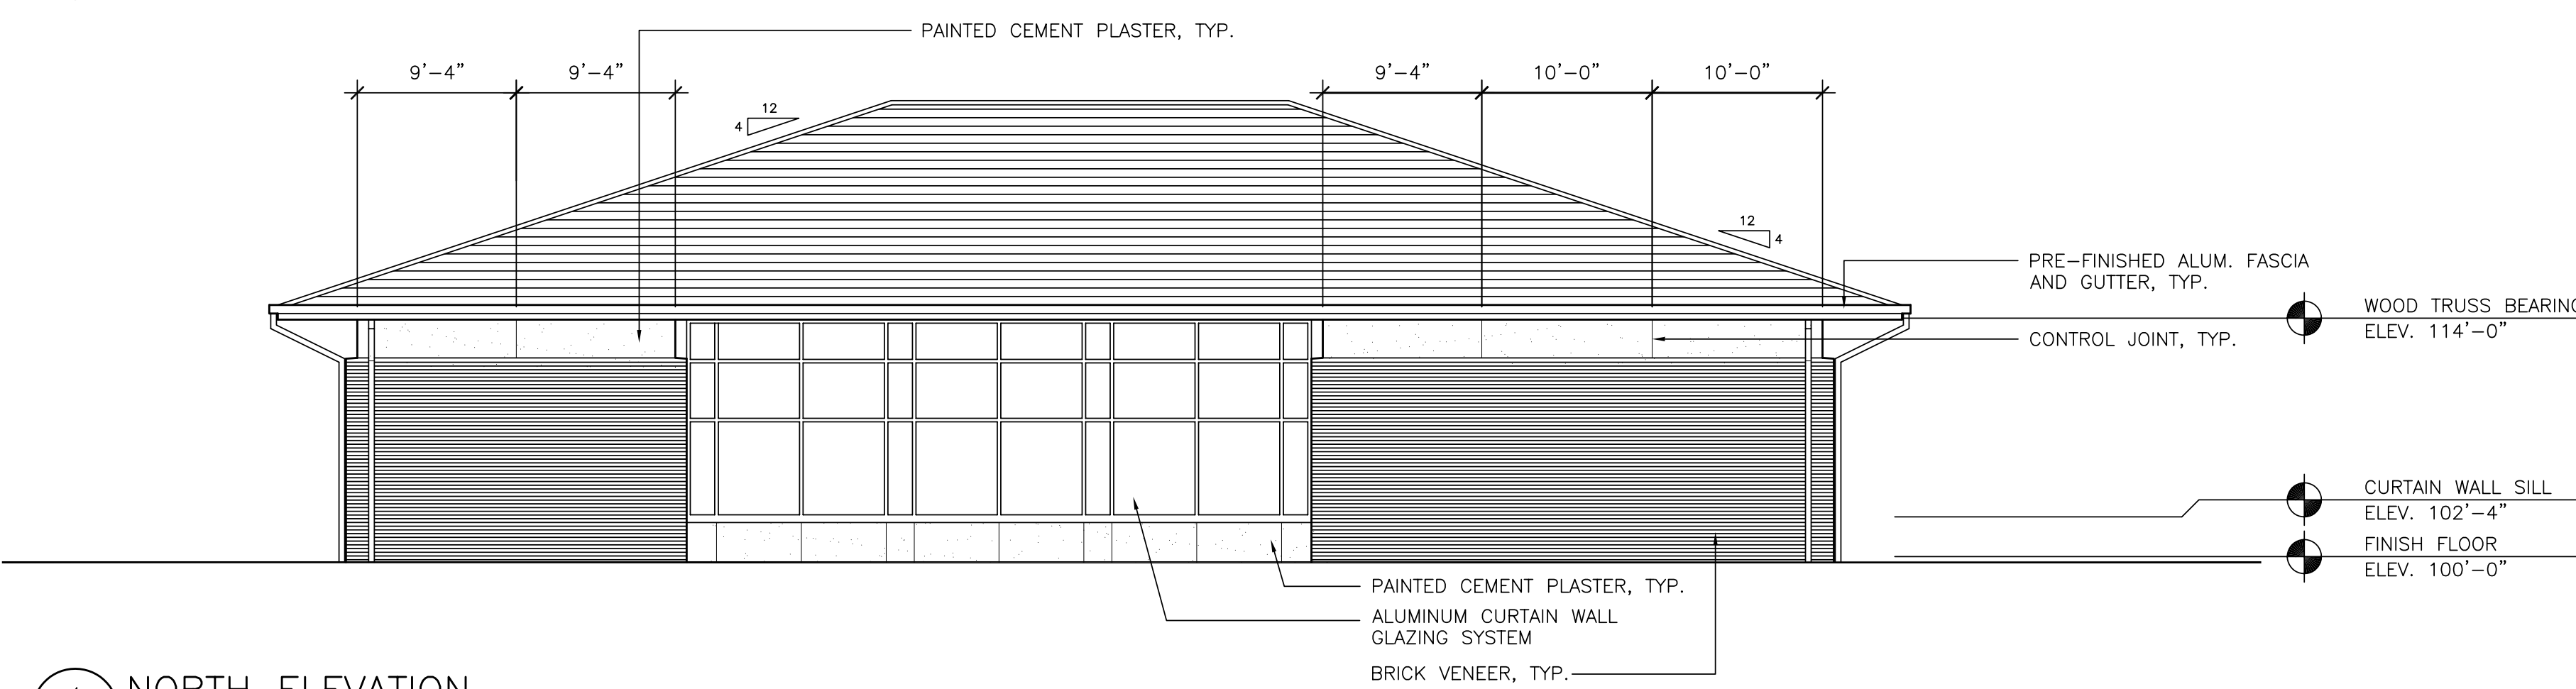 PAINTED CEMENT PLASTER, TYP.
9'-4" 9'-4" 9'-4" 10'-0" 10'-0"
12
4
12
4
PRE-FINISHED ALUM. FASCIA
AND GUTTER, TYP.
WOOD TRUSS BEARING
ELEV. 114'-0"
CONTROL JOINT, TYP.
CURTAIN WALL SILL
ELEV. 102'-4"
FINISH FLOOR
ELEV. 100'-0"
PAINTED CEMENT PLASTER, TYP.
ALUMINUM CURTAIN WALL
GLAZING SYSTEM
BRICK VENEER, TYP.
NORTH ELEVATION